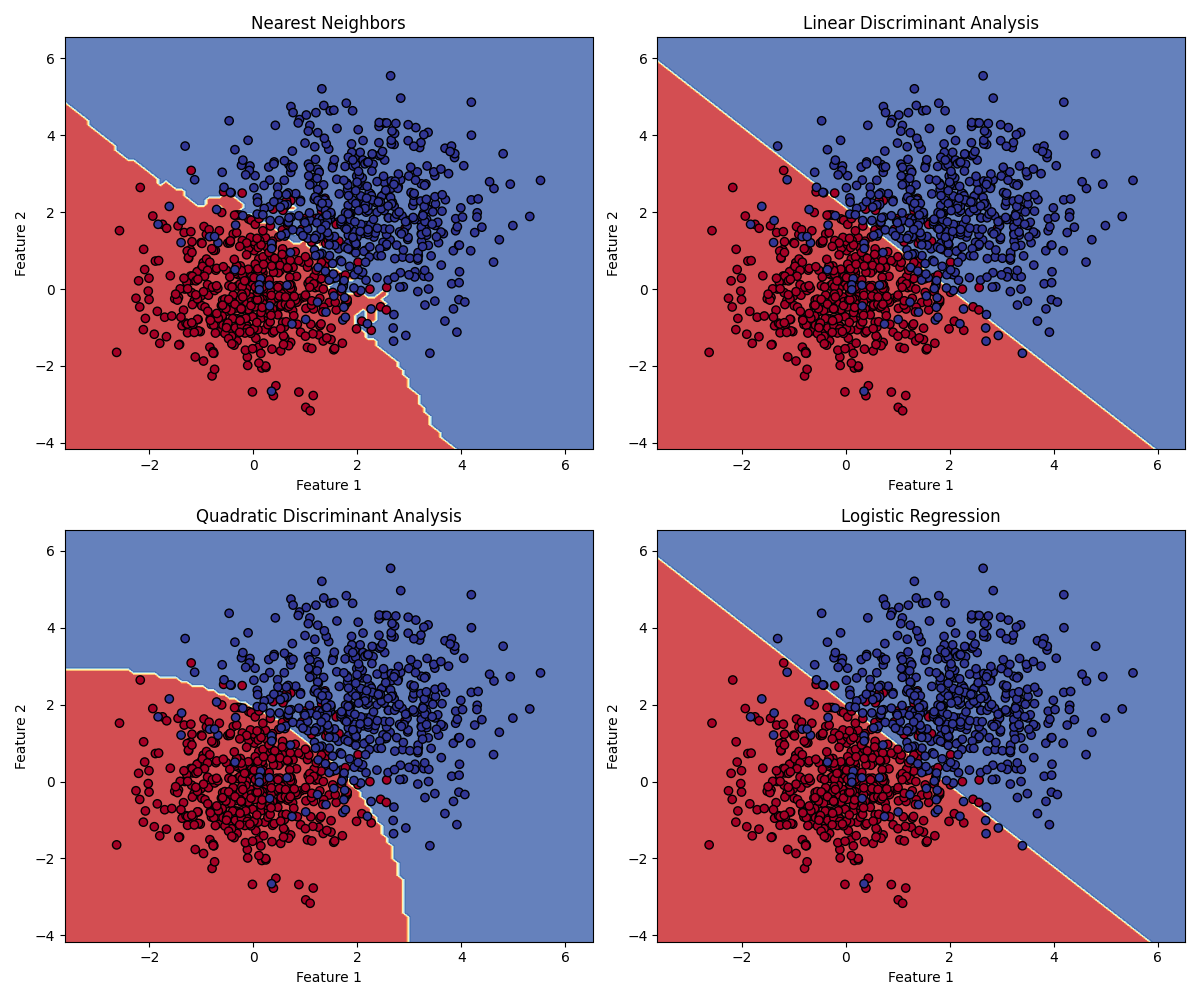 Nearest Neighbors
6
4
2
0
−2
−4
Feature 2
−2 0 2 4 6
Feature 1
Linear Discriminant Analysis
6
4
2
0
−2
−4
Feature 2
−2 0 2 4 6
Feature 1
Quadratic Discriminant Analysis
6
4
2
0
−2
−4
Feature 2
−2 0 2 4 6
Feature 1
Logistic Regression
6
4
2
0
−2
−4
Feature 2
−2 0 2 4 6
Feature 1